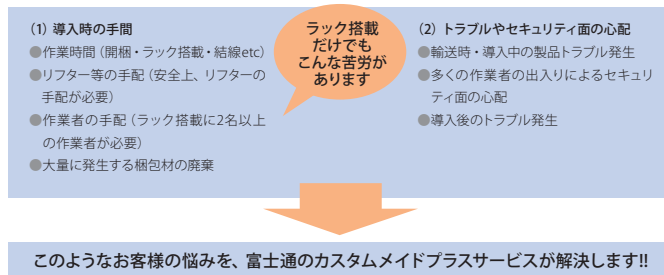 (1) 導入時の手間
●作業時間（開梱・ラック搭載・結線etc）
●リフター等の手配（安全上、リフターの
手配が必要）
●作業者の手配（ラック搭載に2名以上
の作業者が必要）
●大量に発生する梱包材の廃棄
ラック搭載
だけでも
こんな苦労が
あります
(2) トラブルやセキュリティ面の心配
●輸送時・導入中の製品トラブル発生
●多くの作業者の出入りによるセキュリ
ティ面の心配
●導入後のトラブル発生
このようなお客様の悩みを、富士通のカスタムメイドプラスサービスが解決します!!